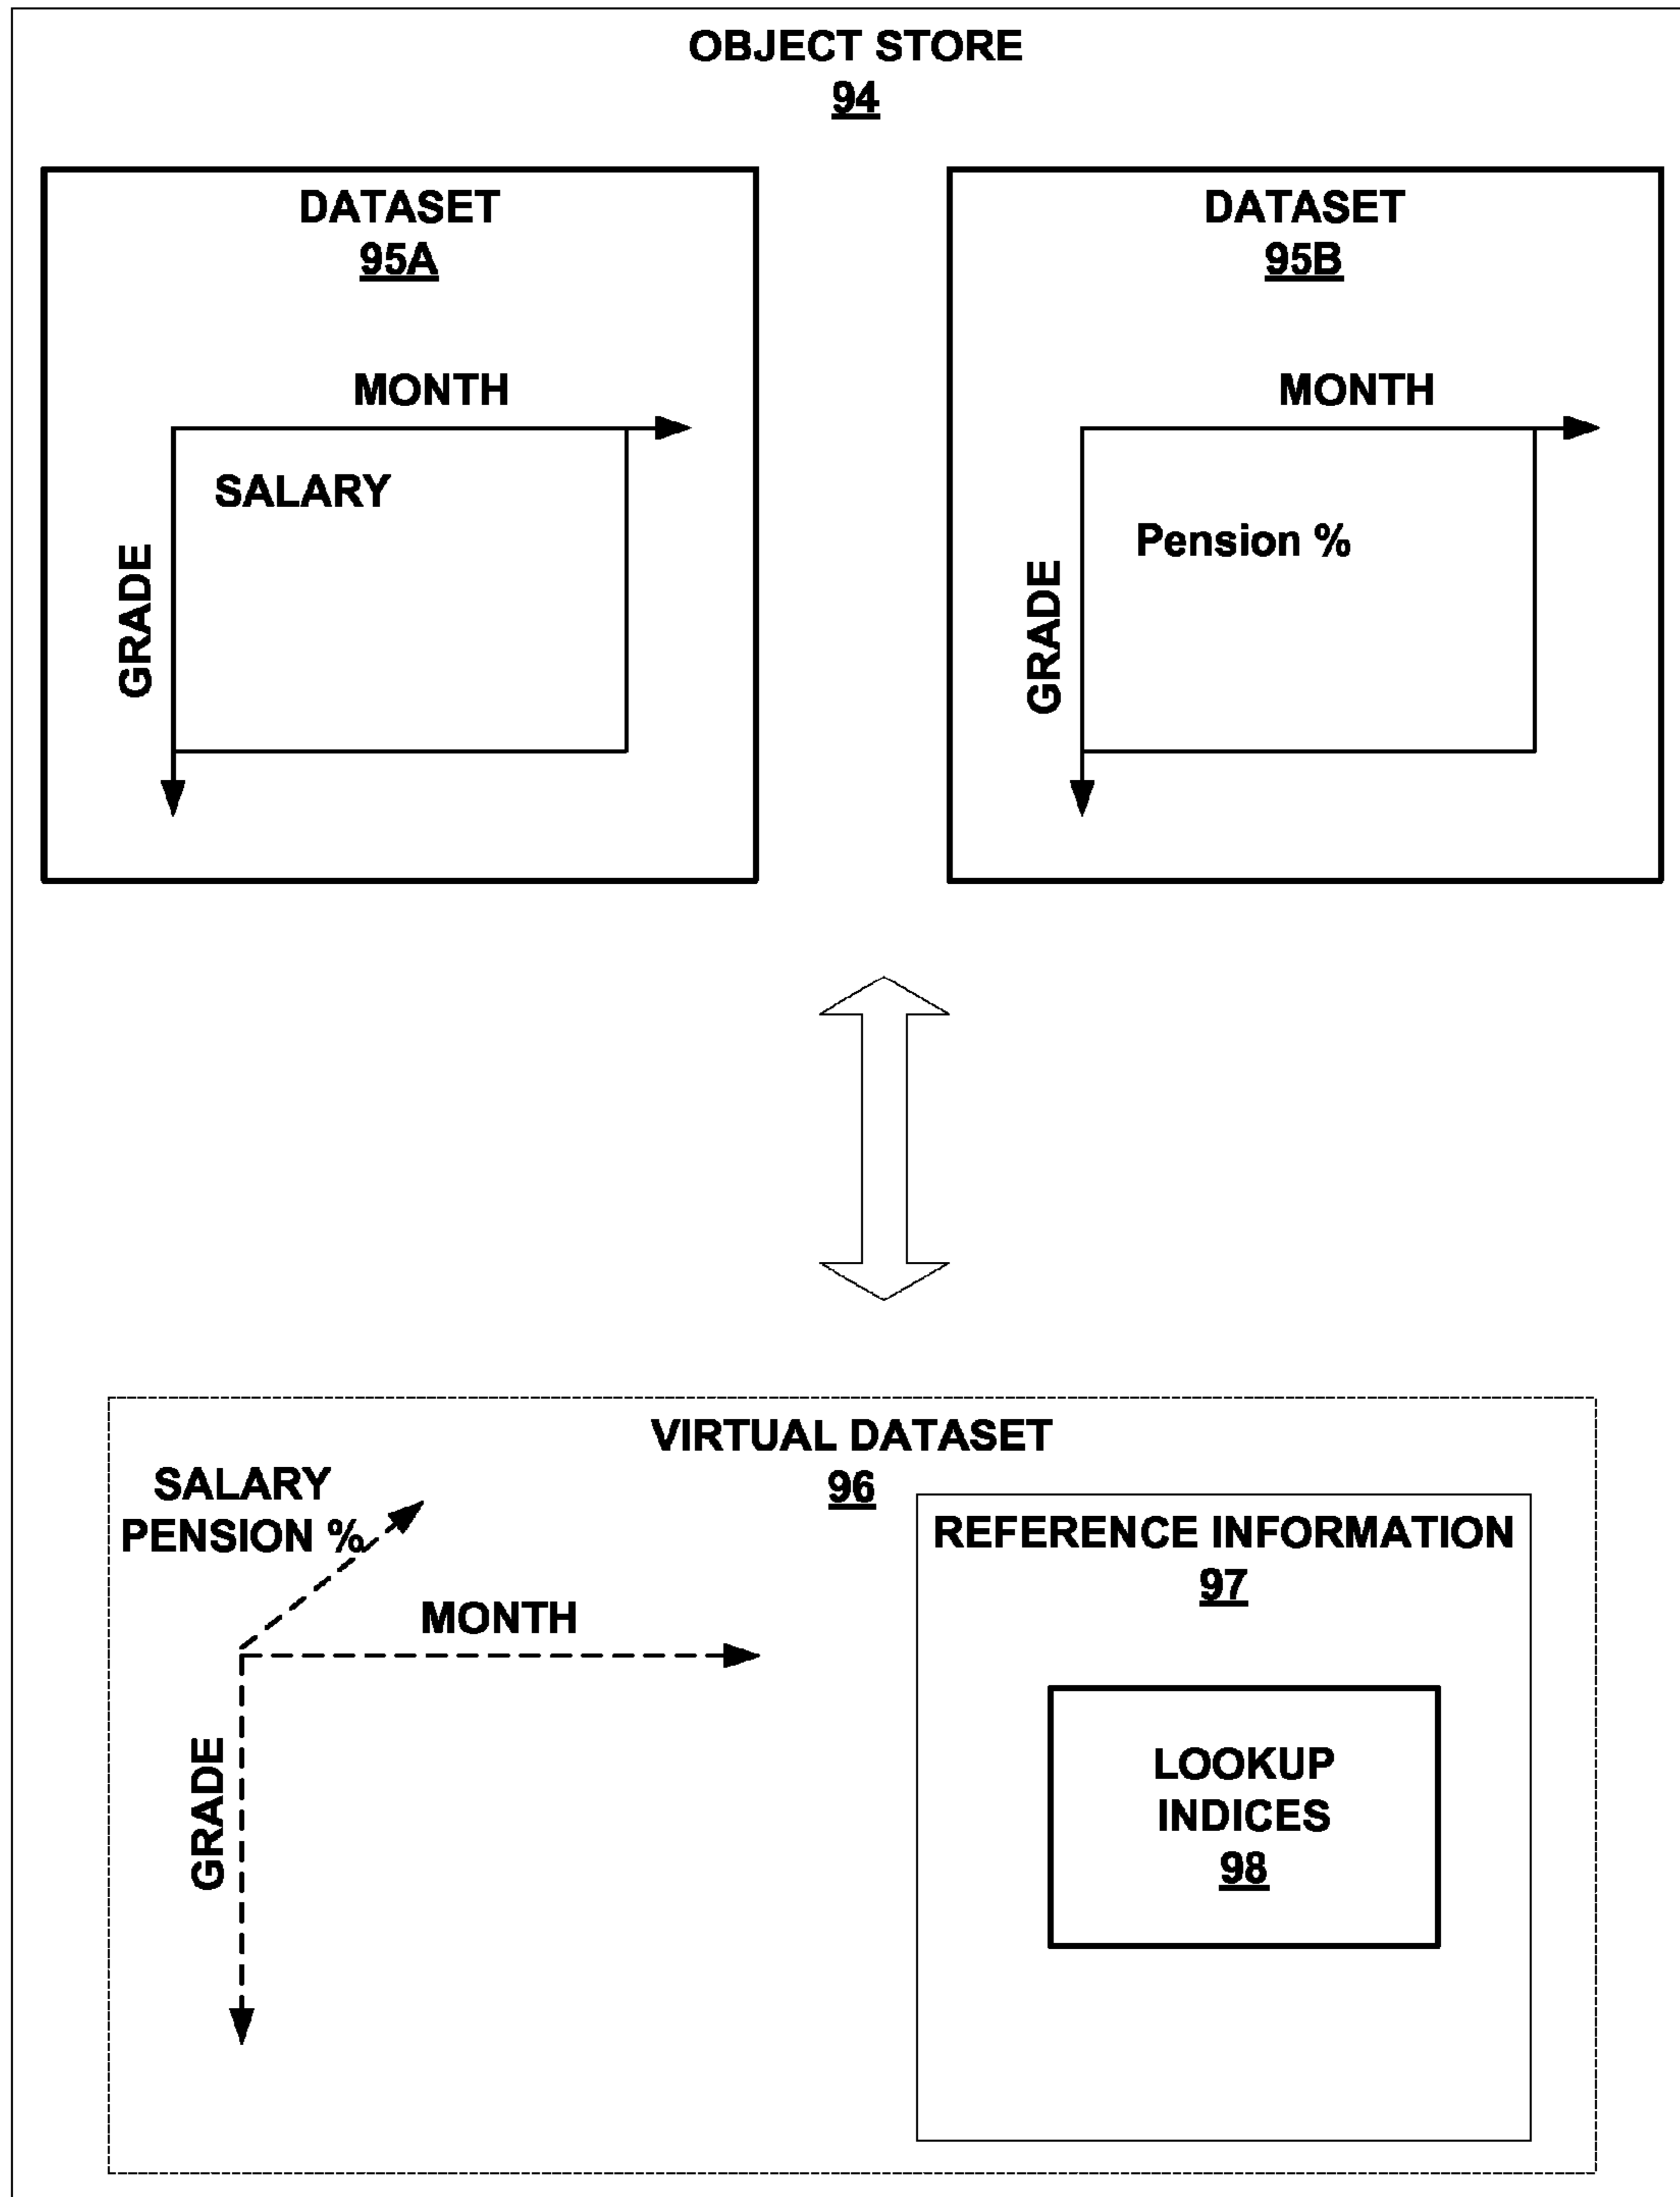 OBJECT STORE
94
DATASET
95A
MONTH
SALARY
GRADE
DATASET
95B
MONTH
Pension %
GRADE
VIRTUAL DATASET
96
SALARY
PENSION %
MONTH
GRADE
REFERENCE INFORMATION
97
LOOKUP
INDICES
98